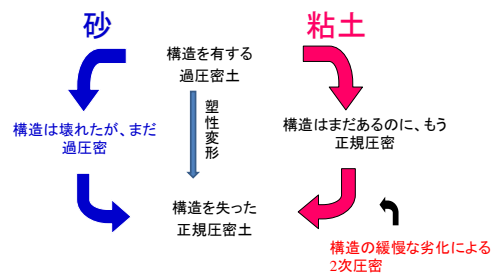 砂
粘土
構造を有する
過圧密土
塑性変形
構造は壊れたが、まだ
過圧密
構造はまだあるのに、もう
正規圧密
構造を失った
正規圧密土
構造の緩慢な劣化による
2次圧密